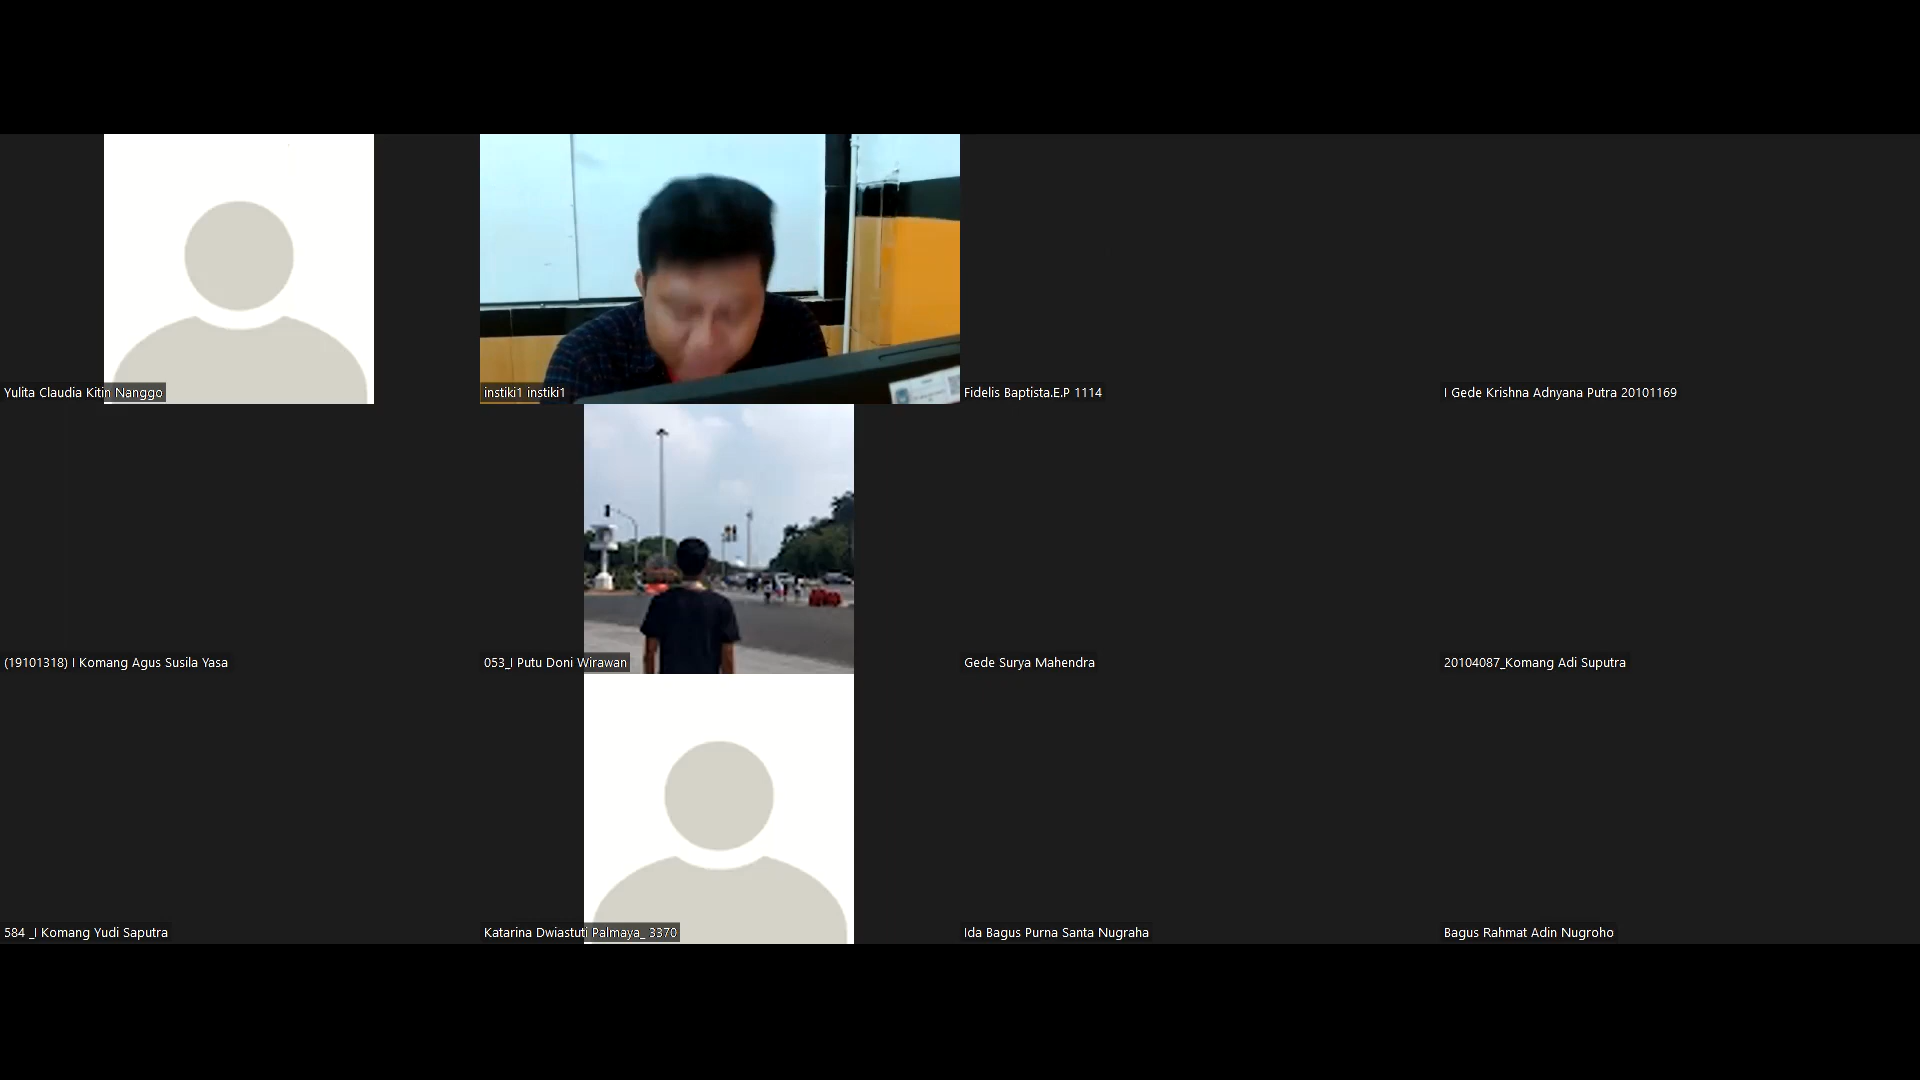 Yulita Claudia Kitin Nanggo
instiki1 instiki1
Fidelis Baptista.E.P 1114
I Gede Krishna Adnyana Putra 20101169
(19101318) I Komang Agus Susila Yasa
053_I Putu Doni Wirawan
Gede Surya Mahendra
20104087_Komang Adi Suputra
584 _I Komang Yudi Saputra
Katarina Dwiastuti Palmaya_ 3370
Ida Bagus Purna Santa Nugraha
Bagus Rahmat Adin Nugroho